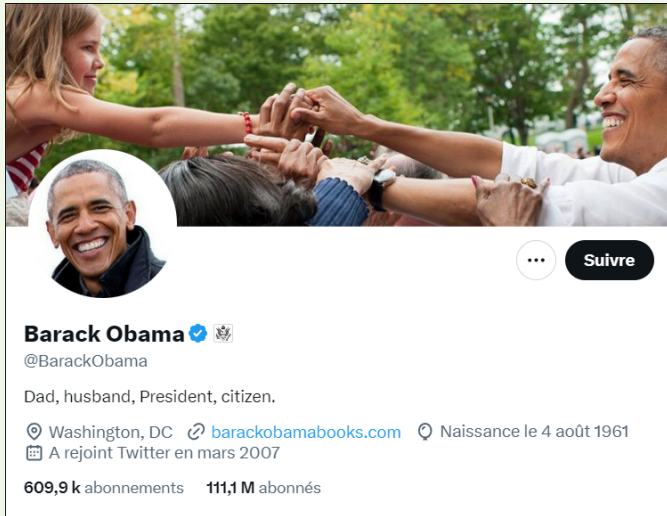 Suivre
Barack Obama
@BarackObama
Dad, husband, President, citizen.
Washington, DC barackobamabooks.com Naissance le 4 août 1961
A rejoint Twitter en mars 2007
609,9 k abonnements 111,1 M abonnés